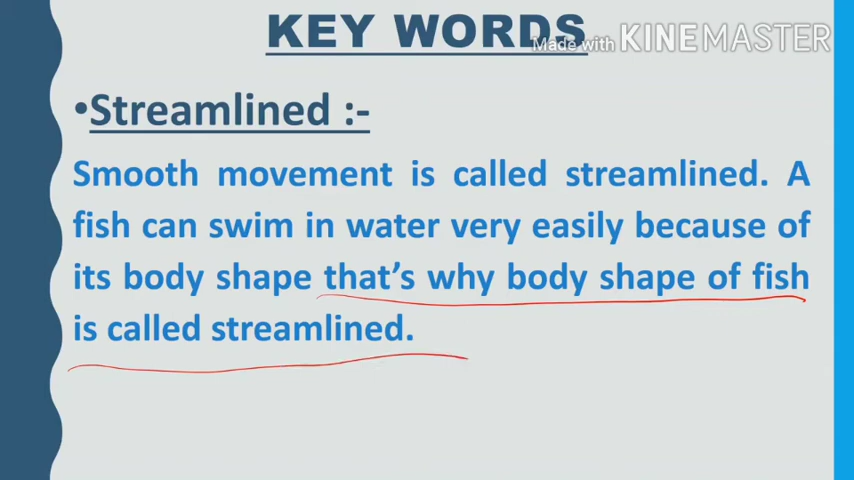 KEY WORDS
Made with KINEMASTER
•Streamlined :-
Smooth movement is called streamlined. A
fish can swim in water very easily because of
its body shape that’s why body shape of fish
is called streamlined.